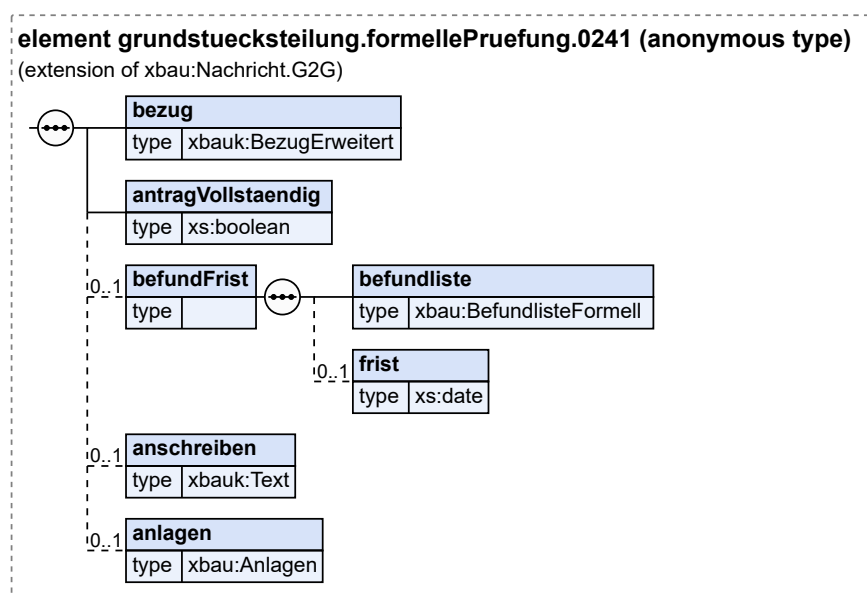 element grundstuecksteilung.formellePruefung.0241 (anonymous type)
(extension of xbau:Nachricht.G2G)
bezug
type xbauk:BezugErweitert
antragVollstaendig
type xs:boolean
0..1 befundFrist
type
befundliste
type xbau:BefundlisteFormell
0..1 frist
type xs:date
0..1 anschreiben
type xbauk:Text
0..1 anlagen
type xbau:Anlagen